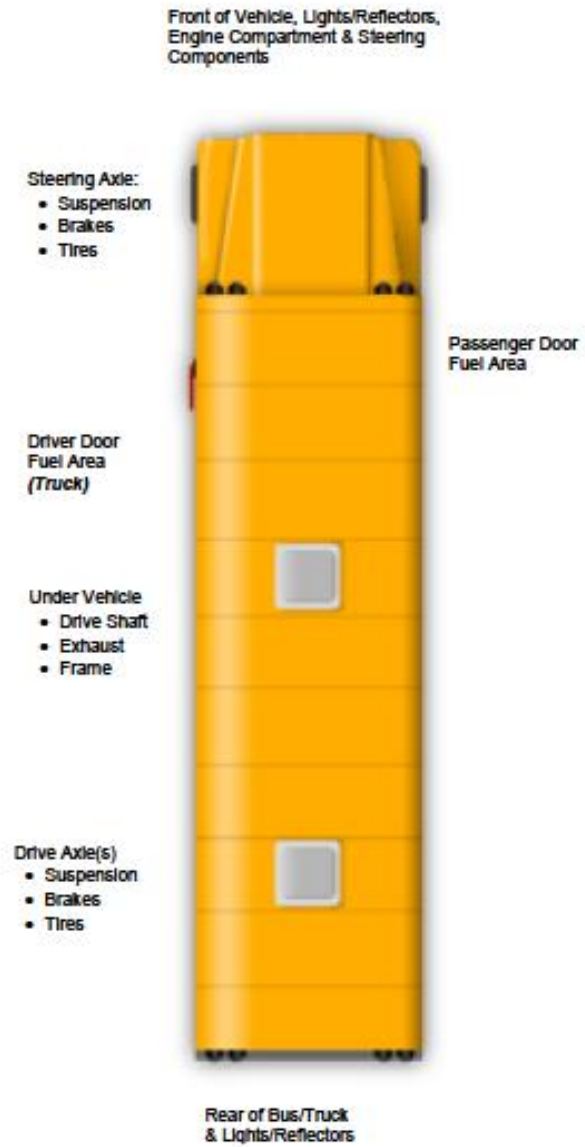 Front of Vehicle, Lights/Reflectors,
Engine Compartment & Steering
Components
Steering Axle:
• Suspension
• Brakes
• Tires
Passenger Door
Fuel Area
Driver Door
Fuel Area
(Truck)
Under Vehicle
• Drive Shaft
• Exhaust
• Frame
Drive Axle(s)
• Suspension
• Brakes
• Tires
Rear of Bus/Truck
& Lights/Reflectors